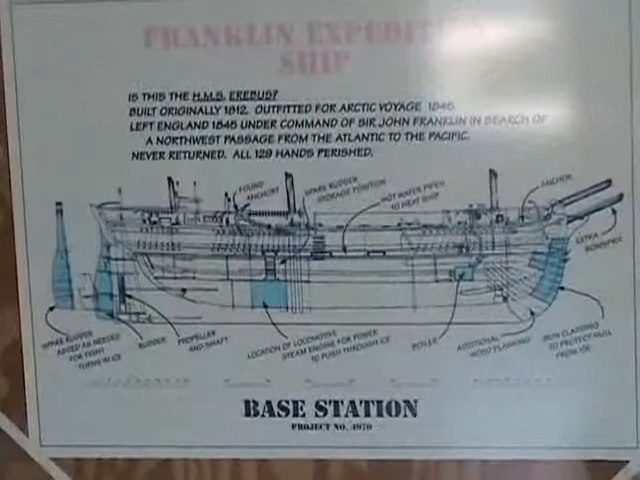 FRANKLIN EXPEDITION
SHIP
IS THIS THE H.M.S. EREBUS?
BUILT ORIGINALLY 1812. OUTFITTED FOR ARCTIC VOYAGE 1845
LEFT ENGLAND 1845 UNDER COMMAND OF SIR JOHN FRANKLIN IN SEARCH OF
A NORTHWEST PASSAGE FROM THE ATLANTIC TO THE PACIFIC.
NEVER RETURNED. ALL 129 HANDS PERISHED.
FOUND
ANCHOR?
SPARE RUDDER
STORAGE POSITION
HOT WATER PIPES
TO HEAT SHIP
ANCHOR
EXTRA
BOWSPRIT
SPARE RUDDER
ADDED AS NEEDED
FOR TIGHT
TURNS IN ICE
RUDDER
PROPELLER
AND SHAFT
LOCATION OF LOCOMOTIVE
STEAM ENGINE FOR POWER
TO PUSH THROUGH ICE
BOILER
ADDITIONAL
WOOD PLANKING
IRON CLADDING
TO PROTECT HULL
FROM ICE
BASE STATION
PROJECT NO. 4970